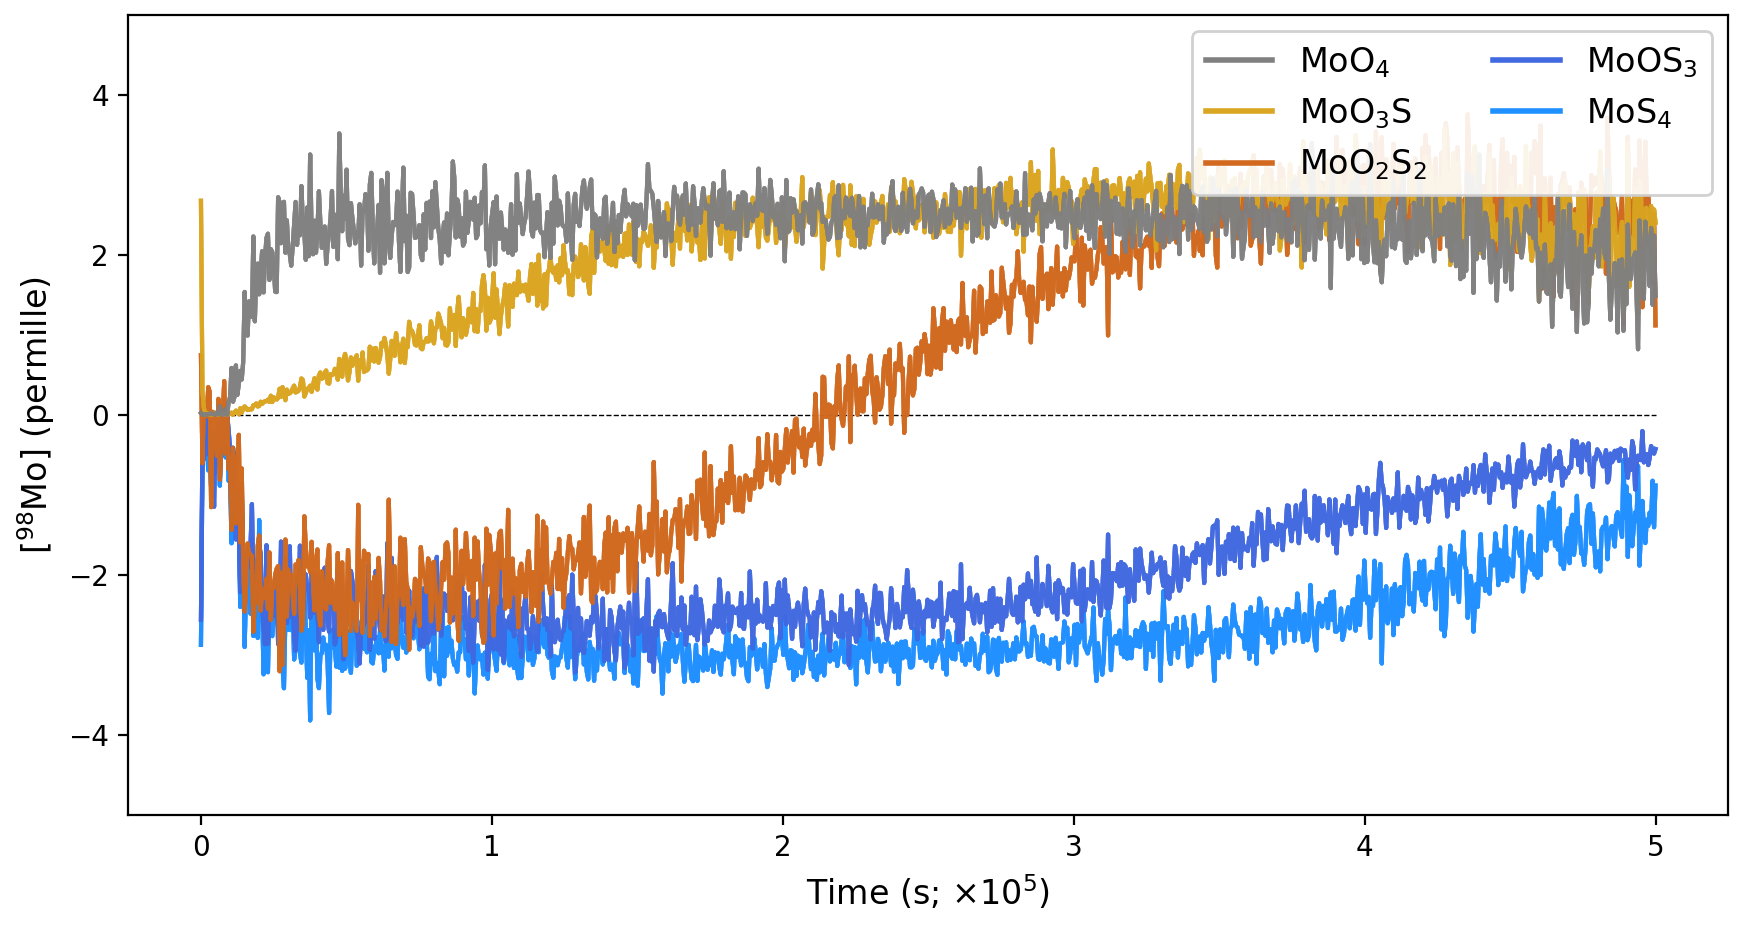 MoO₄
MoO₃S
MoO₂S₂
MoOS₃
MoS₄
[⁹⁸Mo] (permille)
4
2
0
−2
−4
0 1 2 3 4 5
Time (s; ×10⁵)